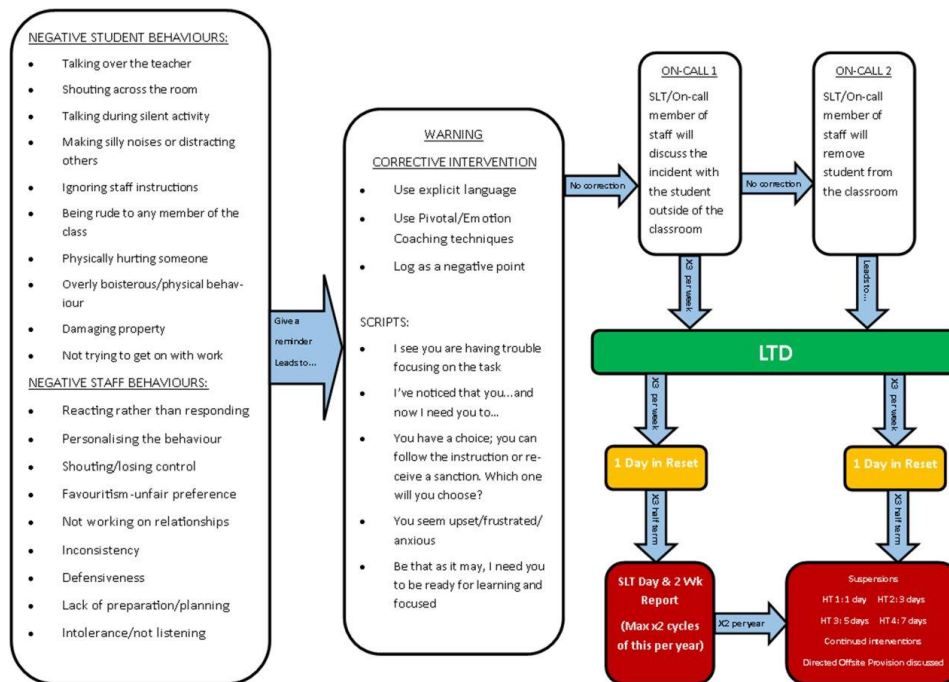 NEGATIVE STUDENT BEHAVIOURS:
• Talking over the teacher
• Shouting across the room
• Talking during silent activity
• Making silly noises or distracting
others
• Ignoring staff instructions
• Being rude to any member of the
class
• Physically hurting someone
• Overly boisterous/physical behav-
iour
• Damaging property
• Not trying to get on with work
NEGATIVE STAFF BEHAVIOURS:
• Reacting rather than responding
• Personalising the behaviour
• Shouting/losing control
• Favouritism-unfair preference
• Not working on relationships
• Inconsistency
• Defensiveness
• Lack of preparation/planning
• Intolerance/not listening
Give a
reminder
Leads to...
WARNING
CORRECTIVE INTERVENTION
• Use explicit language
• Use Pivotal/Emotion
Coaching techniques
• Log as a negative point
SCRIPTS:
• I see you are having trouble
focusing on the task
• I've noticed that you...and
now I need you to...
• You have a choice; you can
follow the instruction or re-
ceive a sanction. Which one
will you choose?
• You seem upset/frustrated/
anxious
• Be that as it may, I need you
to be ready for learning and
focused
No correction
ON-CALL 1
SLT/On-call
member of
staff will
discuss the
incident with
the student
outside of the
classroom
No correction
ON-CALL 2
SLT/On-call
member of
staff will
remove
student from
the classroom
X3 per week
Leads to...
LTD
X3 per week
X3 per week
1 Day in Reset
1 Day in Reset
X3 half term
X3 half term
SLT Day & 2 Wk
Report
(Max x2 cycles
of this per year)
X2 per year
Suspensions
HT 1: 1 day HT 2: 3 days
HT 3: 5 days HT 4: 7 days
Continued interventions
Directed Offsite Provision discussed